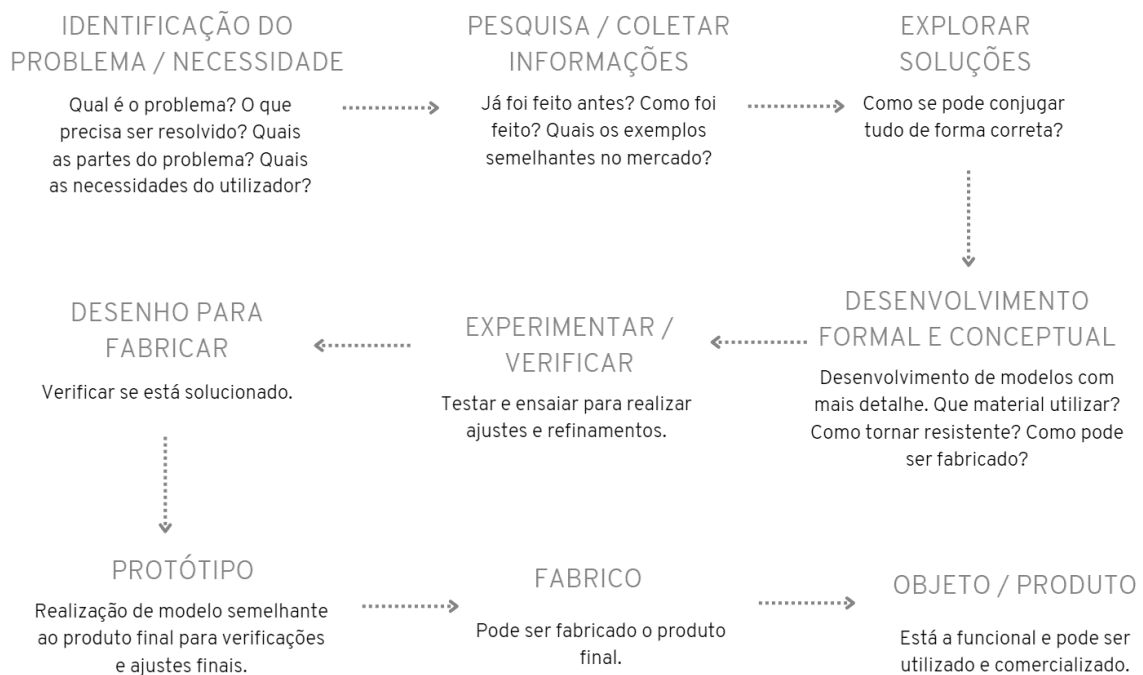 IDENTIFICAÇÃO DO
PROBLEMA / NECESSIDADE
Qual é o problema? O que
precisa ser resolvido? Quais
as partes do problema? Quais
as necessidades do utilizador?
PESQUISA / COLETAR
INFORMAÇÕES
Já foi feito antes? Como foi
feito? Quais os exemplos
semelhantes no mercado?
EXPLORAR
SOLUÇÕES
Como se pode conjugar
tudo de forma correta?
DESENVOLVIMENTO
FORMAL E CONCEPTUAL
Desenvolvimento de modelos com
mais detalhe. Que material utilizar?
Como tornar resistente? Como pode
ser fabricado?
EXPERIMENTAR /
VERIFICAR
Testar e ensaiar para realizar
ajustes e refinamentos.
DESENHO PARA
FABRICAR
Verificar se está solucionado.
PROTÓTIPO
Realização de modelo semelhante
ao produto final para verificações
e ajustes finais.
FABRICO
Pode ser fabricado o produto
final.
OBJETO / PRODUTO
Está a funcional e pode ser
utilizado e comercializado.